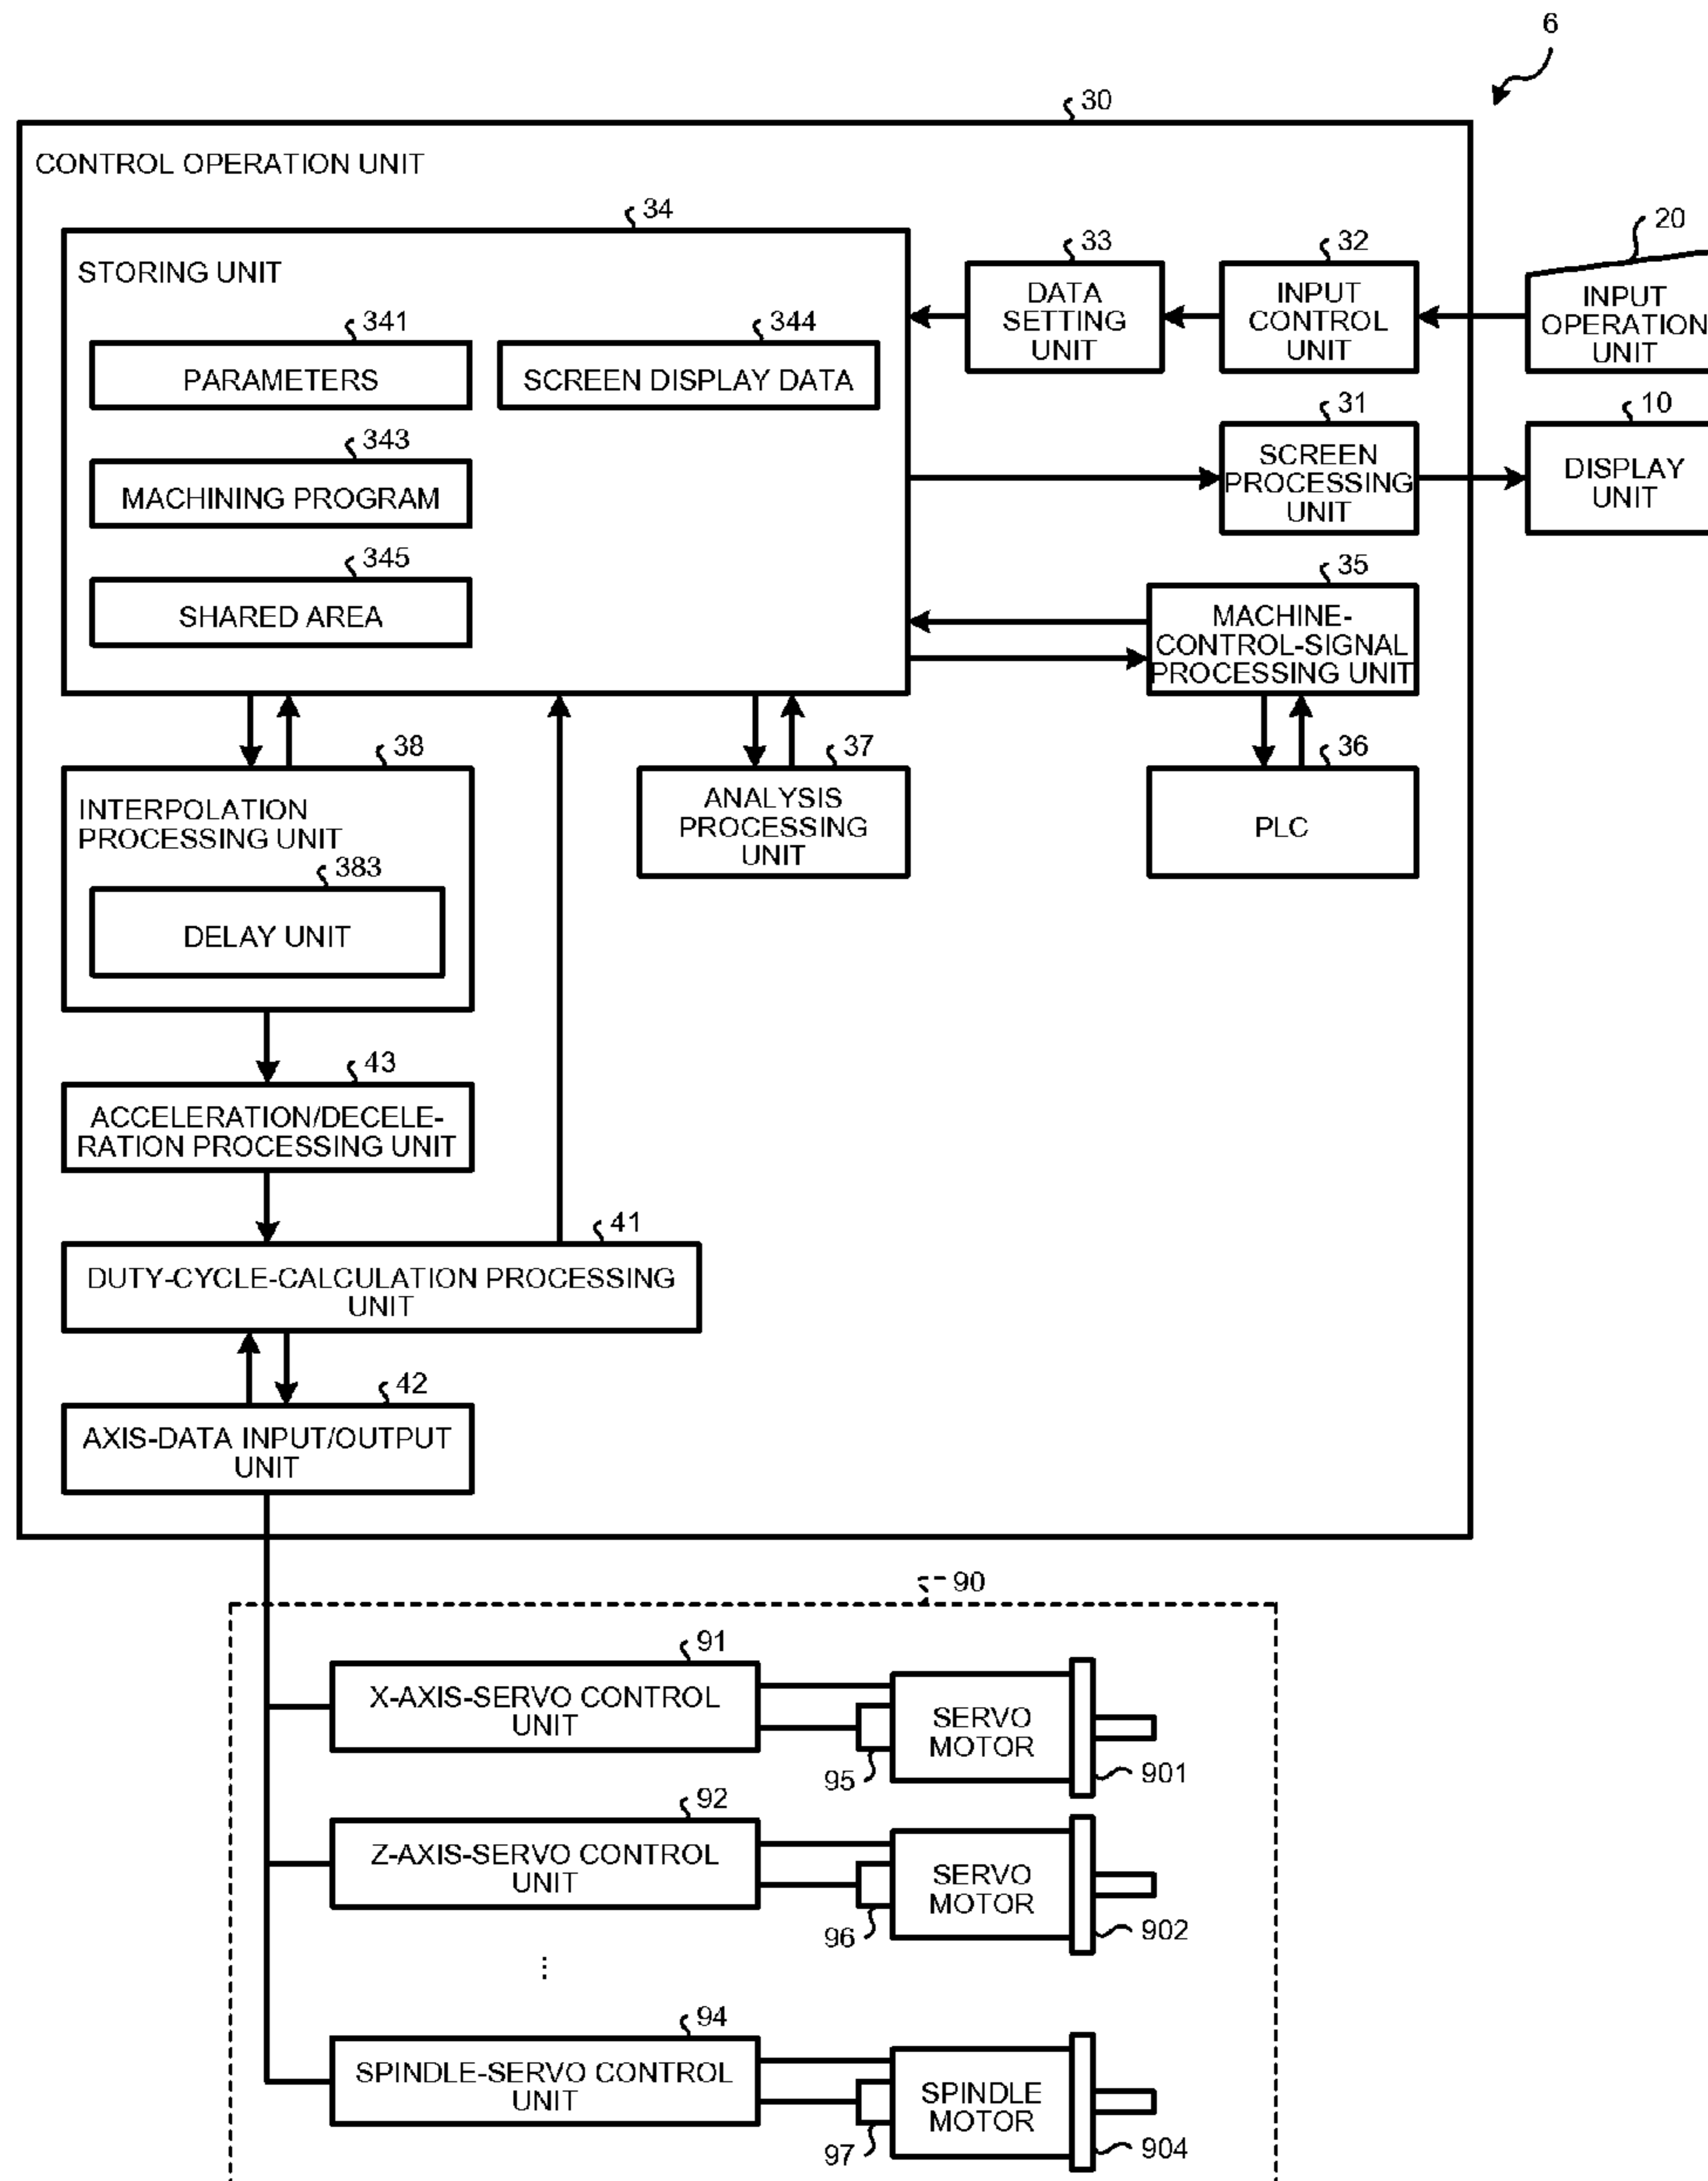 6
30
CONTROL OPERATION UNIT
34
STORING UNIT
341
PARAMETERS
344
SCREEN DISPLAY DATA
343
MACHINING PROGRAM
345
SHARED AREA
33
DATA
SETTING
UNIT
32
INPUT
CONTROL
UNIT
20
INPUT
OPERATION
UNIT
31
SCREEN
PROCESSING
UNIT
10
DISPLAY
UNIT
35
MACHINE-
CONTROL-SIGNAL
PROCESSING UNIT
38
INTERPOLATION
PROCESSING UNIT
383
DELAY UNIT
37
ANALYSIS
PROCESSING
UNIT
36
PLC
43
ACCELERATION/DECELE-
RATION PROCESSING UNIT
41
DUTY-CYCLE-CALCULATION PROCESSING
UNIT
42
AXIS-DATA INPUT/OUTPUT
UNIT
90
91
X-AXIS-SERVO CONTROL
UNIT
SERVO
MOTOR
95
901
92
Z-AXIS-SERVO CONTROL
UNIT
SERVO
MOTOR
96
902
...
94
SPINDLE-SERVO CONTROL
UNIT
SPINDLE
MOTOR
97
904